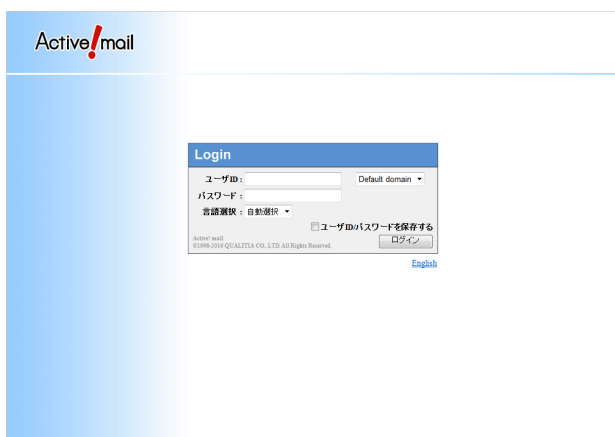 Active!mail
Login
ユーザID : Default domain
パスワード :
言語選択 : 自動選択
ユーザID/パスワードを保存する
Active! mail
©1998-2010 QUALITIA CO., LTD. All Rights Reserved.
ログイン
English